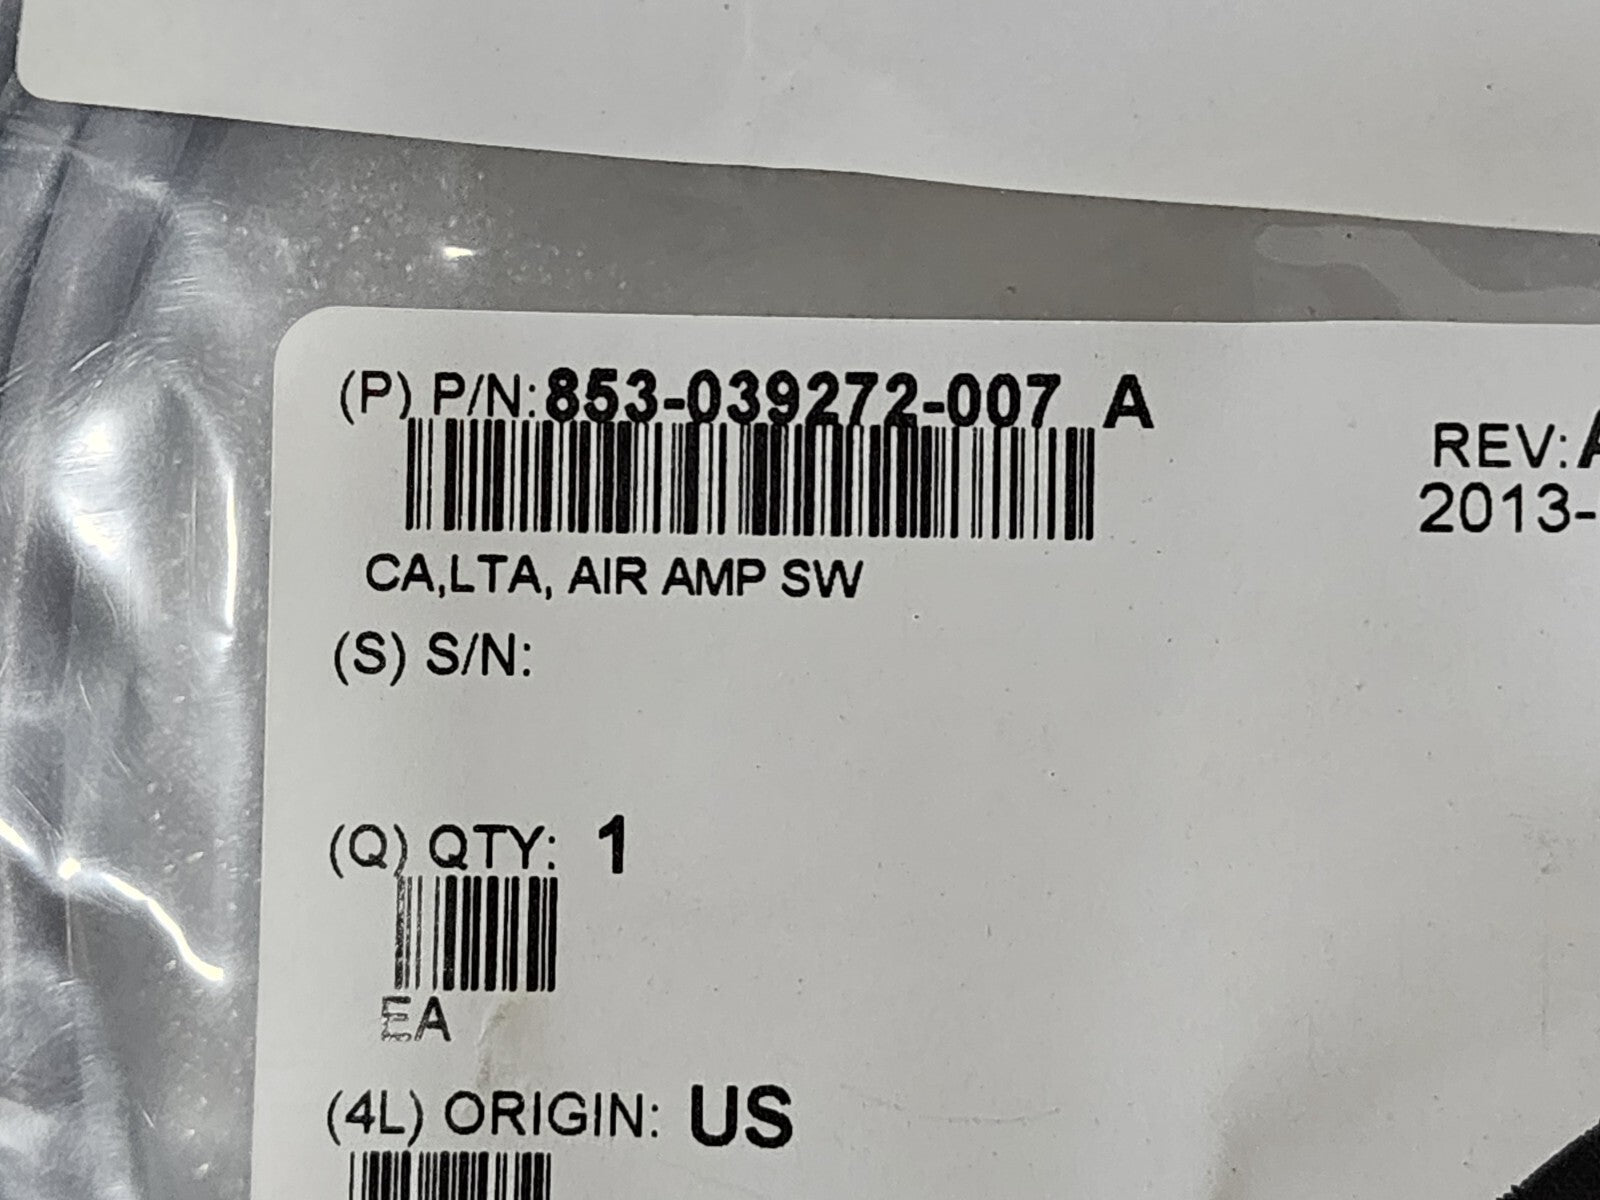 (P) P/N:853-039272-007 A
REV:A
2013-
CA,LTA, AIR AMP SW
(S) S/N:
(Q) QTY: 1
EA
(4L) ORIGIN: US